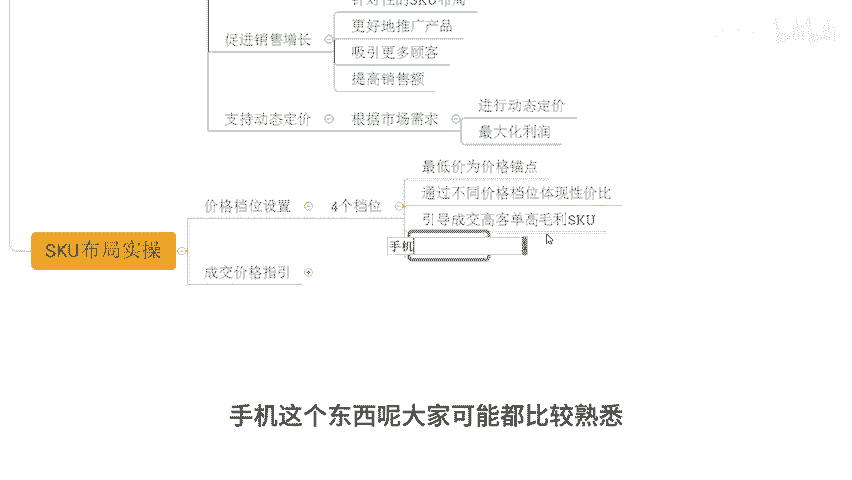 针对性的SKU布局
促进销售增长
更好地推广产品
吸引更多顾客
提高销售额
支持动态定价
根据市场需求
进行动态定价
最大化利润
SKU布局实操
价格档位设置
4个档位
最低价为价格锚点
通过不同价格档位体现性价比
引导成交高客单高毛利SKU
手机
成交价格指引
手机这个东西呢大家可能都比较熟悉